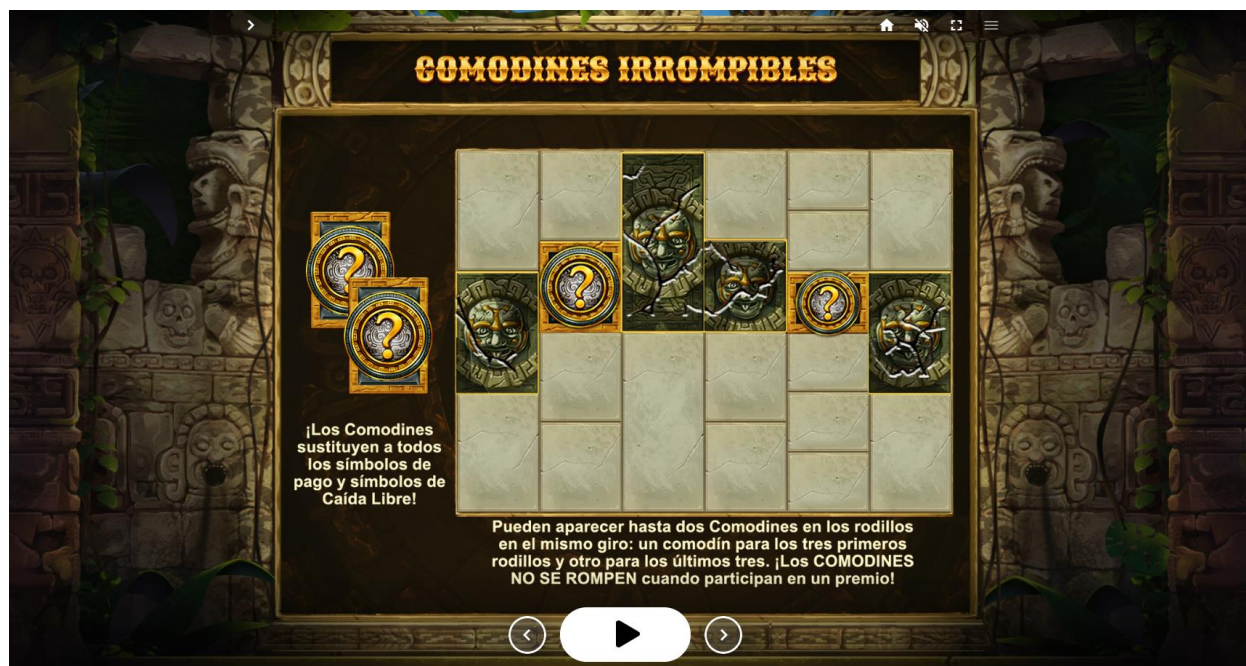 COMODINES IRROMPIBLES
¡Los Comodines
sustituyen a todos
los símbolos de
pago y símbolos de
Caída Libre!
Pueden aparecer hasta dos Comodines en los rodillos
en el mismo giro: un comodín para los tres primeros
rodillos y otro para los últimos tres. ¡Los COMODINES
NO SE ROMPEN cuando participan en un premio!